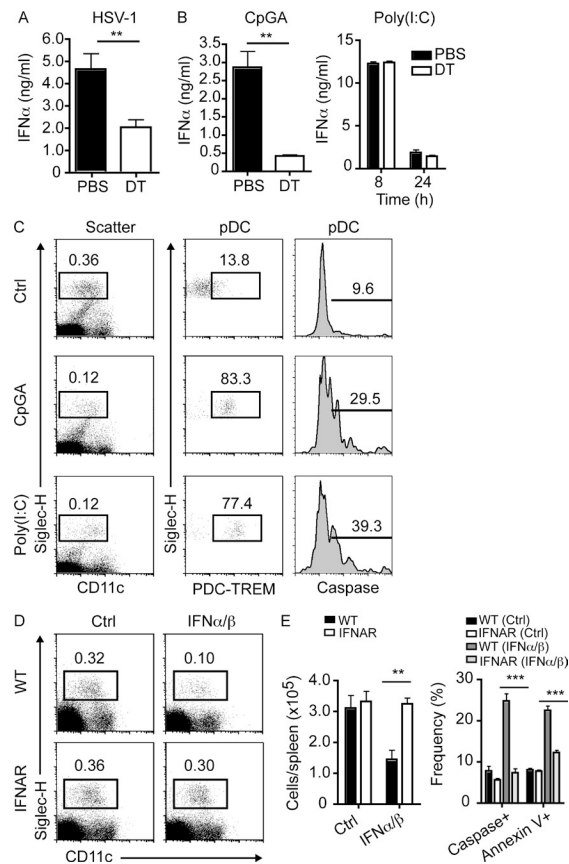 A
HSV-1
**
IFNα (ng/ml)
6.0
5.0
4.0
3.0
2.0
1.0
0
PBS DT
B
CpGA
**
IFNα (ng/ml)
3.5
3.0
2.5
2.0
1.5
1.0
0.5
0
PBS DT
Poly(I:C)
PBS
DT
IFNα (ng/ml)
15
10
5
0
8 24
Time (h)
C
Scatter pDC pDC
Ctrl
0.36 13.8 9.6
CpGA
0.12 83.3 29.5
Poly(I:C)
0.12 77.4 39.3
Siglec-H
Siglec-H
CD11c PDC-TREM Caspase
D
Ctrl IFNα/β
WT
0.32 0.10
IFNAR
0.36 0.30
Siglec-H
CD11c
E
WT
IFNAR
**
Cells/spleen (x10⁵)
4.0
3.0
2.0
1.0
0
Ctrl IFNα/β
WT (Ctrl)
IFNAR (Ctrl)
WT (IFNα/β)
IFNAR (IFNα/β)
*** ***
Frequency (%)
30
20
10
0
Caspase+ Annexin V+